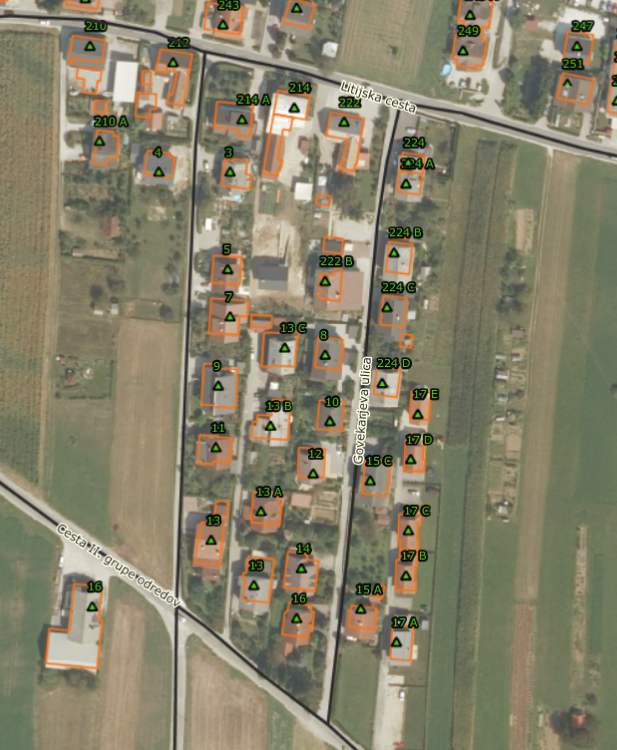 243
210
212
249
247
251
Litijska cesta
214
214 A
222
210 A
4
3
224
224 A
224 B
5
222 B
224 C
7
13 C
8
9
224 D
Govekarjeva ulica
17 E
13 B
10
11
17 D
12
15 C
13 A
17 C
13
Cesta II. grupe odredov
14
17 B
13
16
16
15 A
17 A